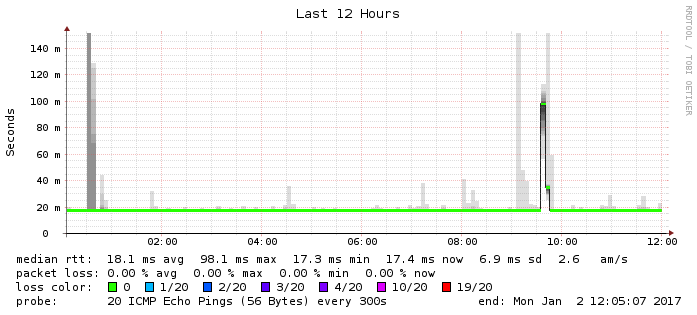 Last 12 Hours
RRDTOOL / TOBI OETIKER
Seconds
140 m
120 m
100 m
80 m
60 m
40 m
20 m
0
02:00 04:00 06:00 08:00 10:00 12:00
median rtt: 18.1 ms avg 98.1 ms max 17.3 ms min 17.4 ms now 6.9 ms sd 2.6 am/s
packet loss: 0.00 % avg 0.00 % max 0.00 % min 0.00 % now
loss color: 0 1/20 2/20 3/20 4/20 10/20 19/20
probe: 20 ICMP Echo Pings (56 Bytes) every 300s end: Mon Jan 2 12:05:07 2017